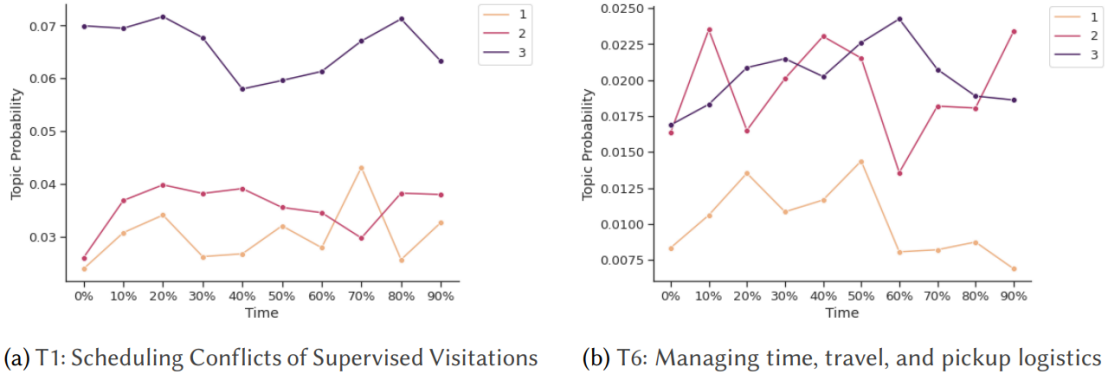 0.07
0.06
0.05
0.04
0.03
Topic Probability
0% 10% 20% 30% 40% 50% 60% 70% 80% 90%
Time
1
2
3
(a) T1: Scheduling Conflicts of Supervised Visitations
0.0250
0.0225
0.0200
0.0175
0.0150
0.0125
0.0100
0.0075
Topic Probability
0% 10% 20% 30% 40% 50% 60% 70% 80% 90%
Time
1
2
3
(b) T6: Managing time, travel, and pickup logistics